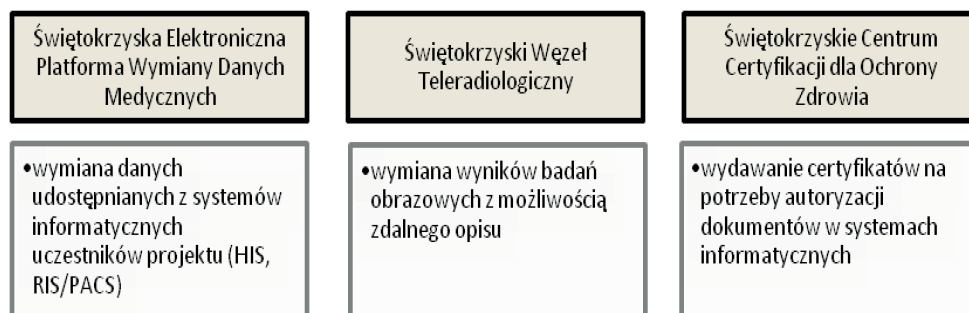 Świętokrzyska Elektroniczna
Platforma Wymiany Danych
Medycznych
•wymiana danych
udostępnianych z systemów
informatycznych
uczestników projektu (HIS,
RIS/PACS)
Świętokrzyski Węzeł
Teleradiologiczny
•wymiana wyników badań
obrazowych z możliwością
zdalnego opisu
Świętokrzyskie Centrum
Certyfikacji dla Ochrony
Zdrowia
•wydawanie certyfikatów na
potrzeby autoryzacji
dokumentów w systemach
informatycznych